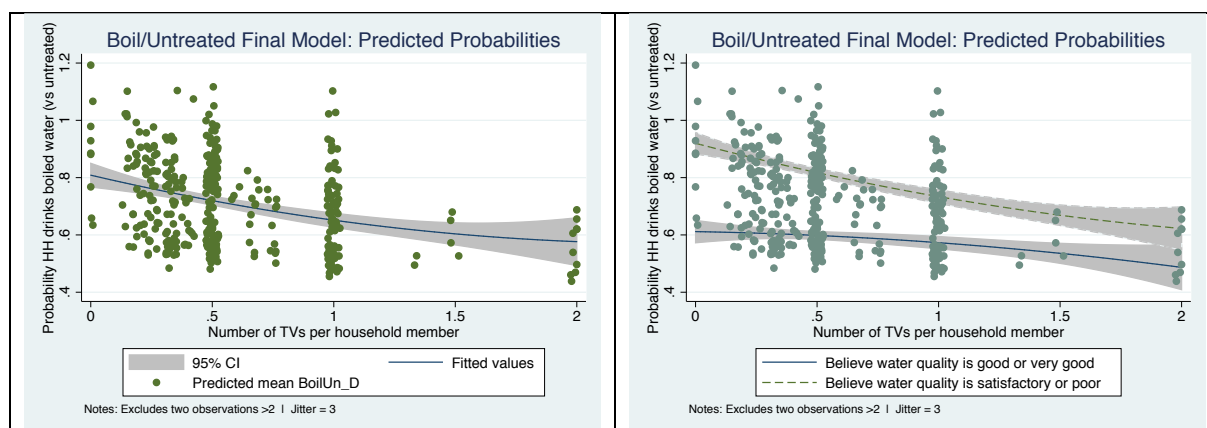 Boil/Untreated Final Model: Predicted Probabilities
Probability HH drinks boiled water (vs untreated)
1.2
1
.8
.6
.4
0 .5 1 1.5 2
Number of TVs per household member
95% CI Fitted values
Predicted mean BoilUn_D
Notes: Excludes two observations >2 | Jitter = 3
Boil/Untreated Final Model: Predicted Probabilities
Probability HH drinks boiled water (vs untreated)
1.2
1
.8
.6
.4
0 .5 1 1.5 2
Number of TVs per household member
Believe water quality is good or very good
Believe water quality is satisfactory or poor
Notes: Excludes two observations >2 | Jitter = 3